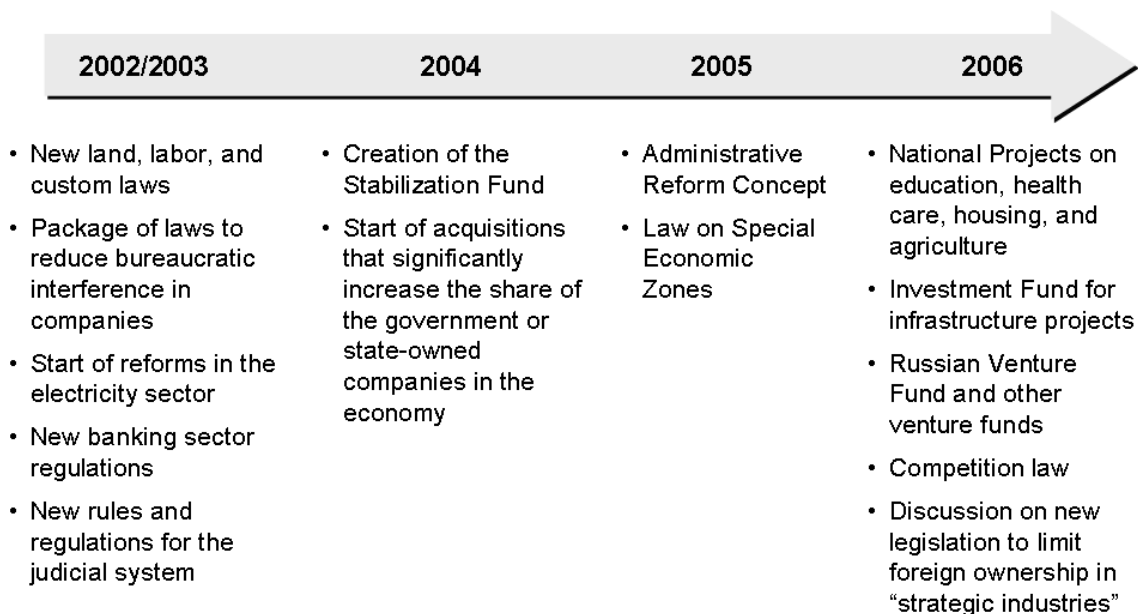 2002/2003
2004
2005
2006
• New land, labor, and
custom laws
• Package of laws to
reduce bureaucratic
interference in
companies
• Start of reforms in the
electricity sector
• New banking sector
regulations
• New rules and
regulations for the
judicial system
• Creation of the
Stabilization Fund
• Start of acquisitions
that significantly
increase the share of
the government or
state-owned
companies in the
economy
• Administrative
Reform Concept
• Law on Special
Economic
Zones
• National Projects on
education, health
care, housing, and
agriculture
• Investment Fund for
infrastructure projects
• Russian Venture
Fund and other
venture funds
• Competition law
• Discussion on new
legislation to limit
foreign ownership in
“strategic industries”